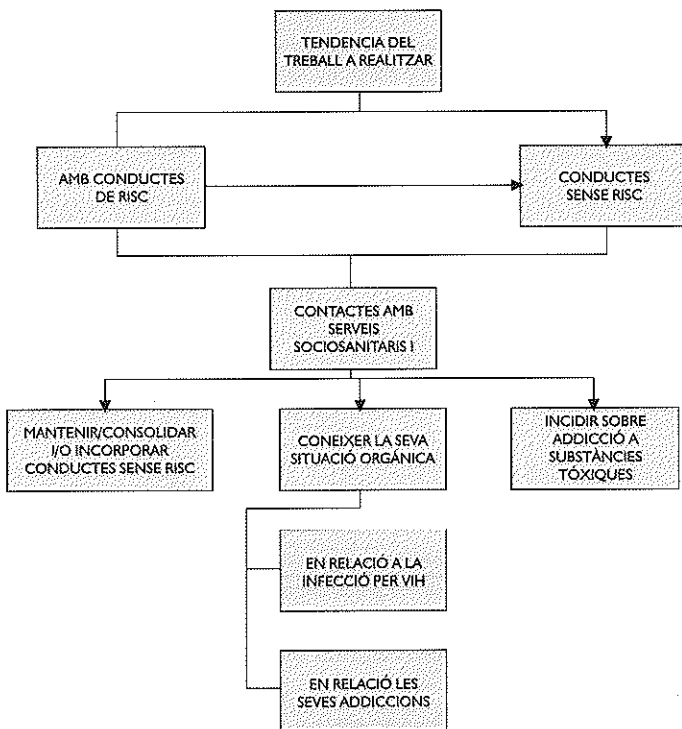 TENDENCIA DEL
TREBALL A REALITZAR
AMB CONDUCTES
DE RISC
CONDUCTES
SENSE RISC
CONTACTES AMB
SERVEIS
SOCIOSANITARIS I
MANTENIR/CONSOLIDAR
I/O INCORPORAR
CONDUCTES SENSE RISC
CONEIXER LA SEVA
SITUACIÓ ORGÁNICA
INCIDIR SOBRE
ADDICCIÓ A
SUBSTÀNCIES
TÓXIQUES
EN RELACIÓ A LA
INFECCIÓ PER VIH
EN RELACIÓ LES
SEVES ADDICCIONS